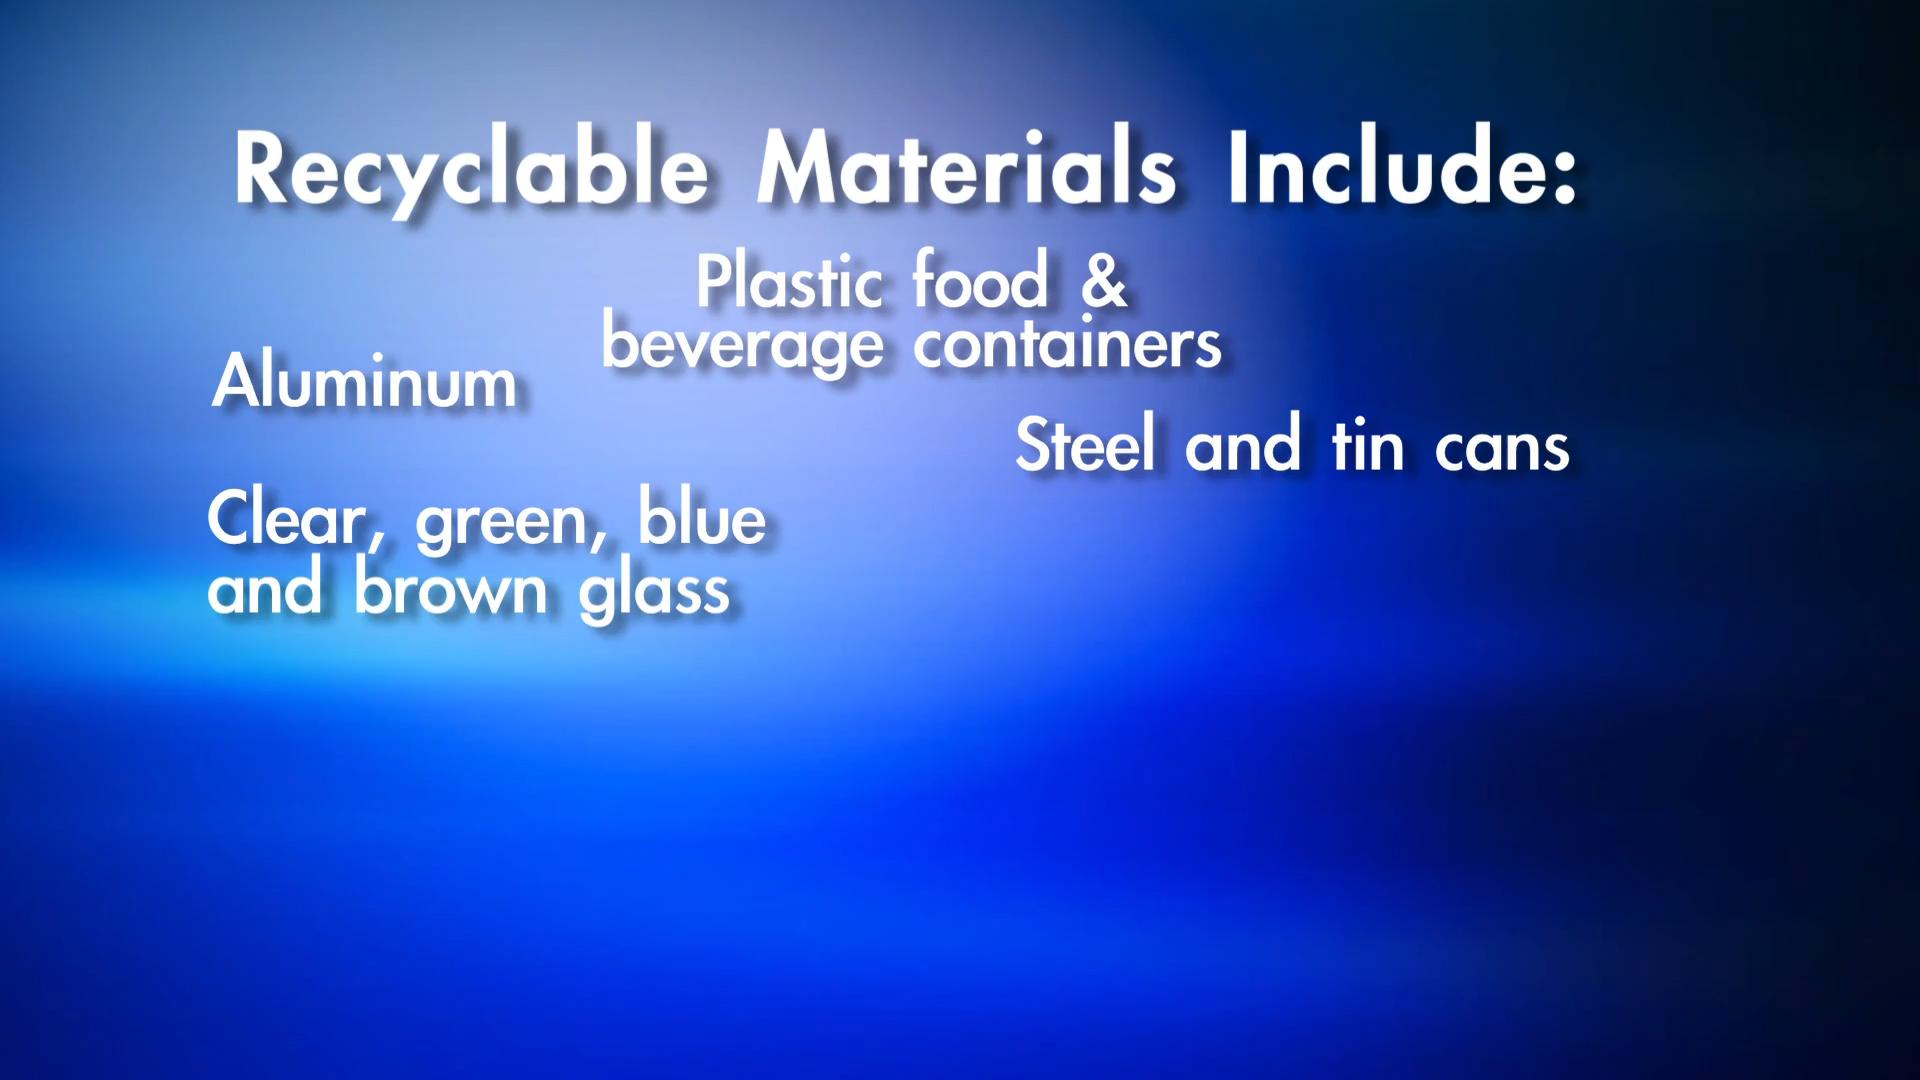 Recyclable Materials Include:
Plastic food &
beverage containers
Aluminum
Steel and tin cans
Clear, green, blue
and brown glass